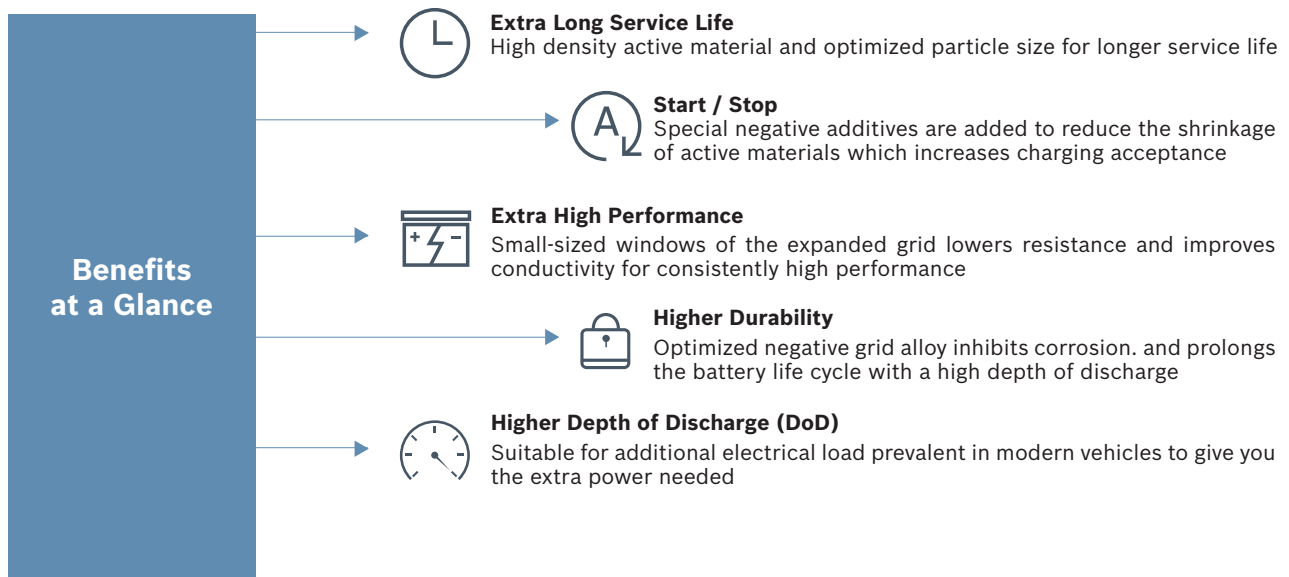 Benefits
at a Glance
Extra Long Service Life
High density active material and optimized particle size for longer service life
A
Start / Stop
Special negative additives are added to reduce the shrinkage
of active materials which increases charging acceptance
+ -
Extra High Performance
Small-sized windows of the expanded grid lowers resistance and improves
conductivity for consistently high performance
Higher Durability
Optimized negative grid alloy inhibits corrosion. and prolongs
the battery life cycle with a high depth of discharge
Higher Depth of Discharge (DoD)
Suitable for additional electrical load prevalent in modern vehicles to give you
the extra power needed